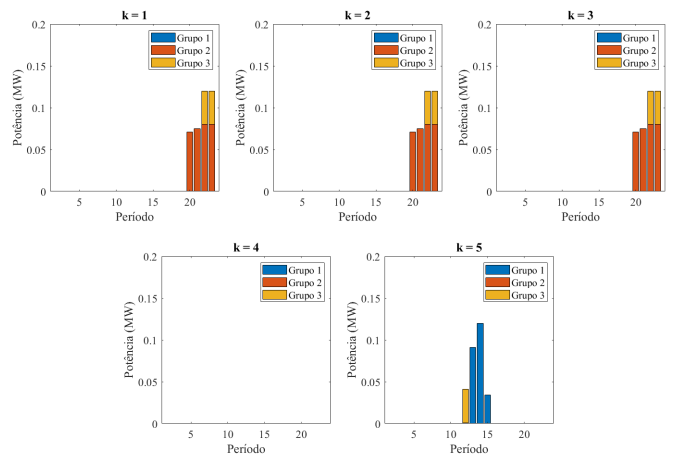 k = 1
0.2
0.15
0.1
0.05
0
Potência (MW)
5
10
15
20
Período
Grupo 1
Grupo 2
Grupo 3
k = 2
0.2
0.15
0.1
0.05
0
Potência (MW)
5
10
15
20
Período
Grupo 1
Grupo 2
Grupo 3
k = 3
0.2
0.15
0.1
0.05
0
Potência (MW)
5
10
15
20
Período
Grupo 1
Grupo 2
Grupo 3
k = 4
0.2
0.15
0.1
0.05
0
Potência (MW)
5
10
15
20
Período
Grupo 1
Grupo 2
Grupo 3
k = 5
0.2
0.15
0.1
0.05
0
Potência (MW)
5
10
15
20
Período
Grupo 1
Grupo 2
Grupo 3